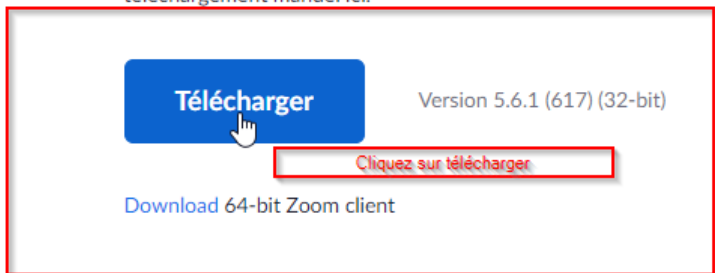 Télécharger
Version 5.6.1 (617) (32-bit)
Cliquez sur télécharger
Download 64-bit Zoom client